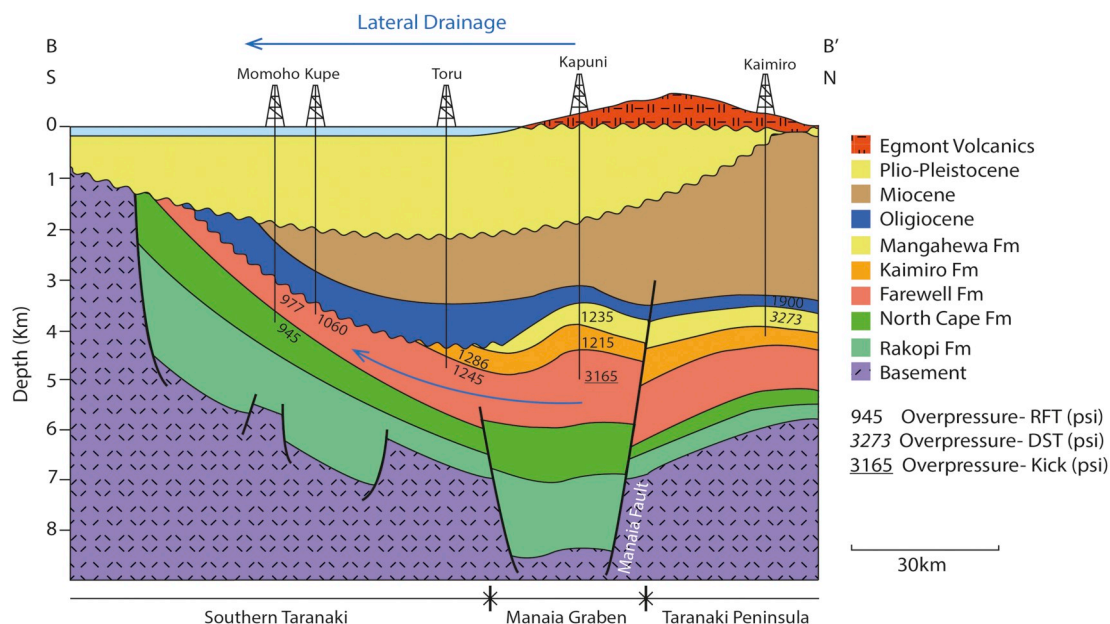 Lateral Drainage
B
B'
S
N
Momoho
Kupe
Toru
Kapuni
Kaimiro
Depth (Km)
0
1
2
3
4
5
6
7
8
977
945
1060
1286
1245
1235
1215
3165
1900
3273
Manaia Fault
Egmont Volcanics
Plio-Pleistocene
Miocene
Oligiocene
Mangahewa Fm
Kaimiro Fm
Farewell Fm
North Cape Fm
Rakopi Fm
Basement
945 Overpressure- RFT (psi)
3273 Overpressure- DST (psi)
3165 Overpressure- Kick (psi)
30km
Southern Taranaki
Manaia Graben
Taranaki Peninsula